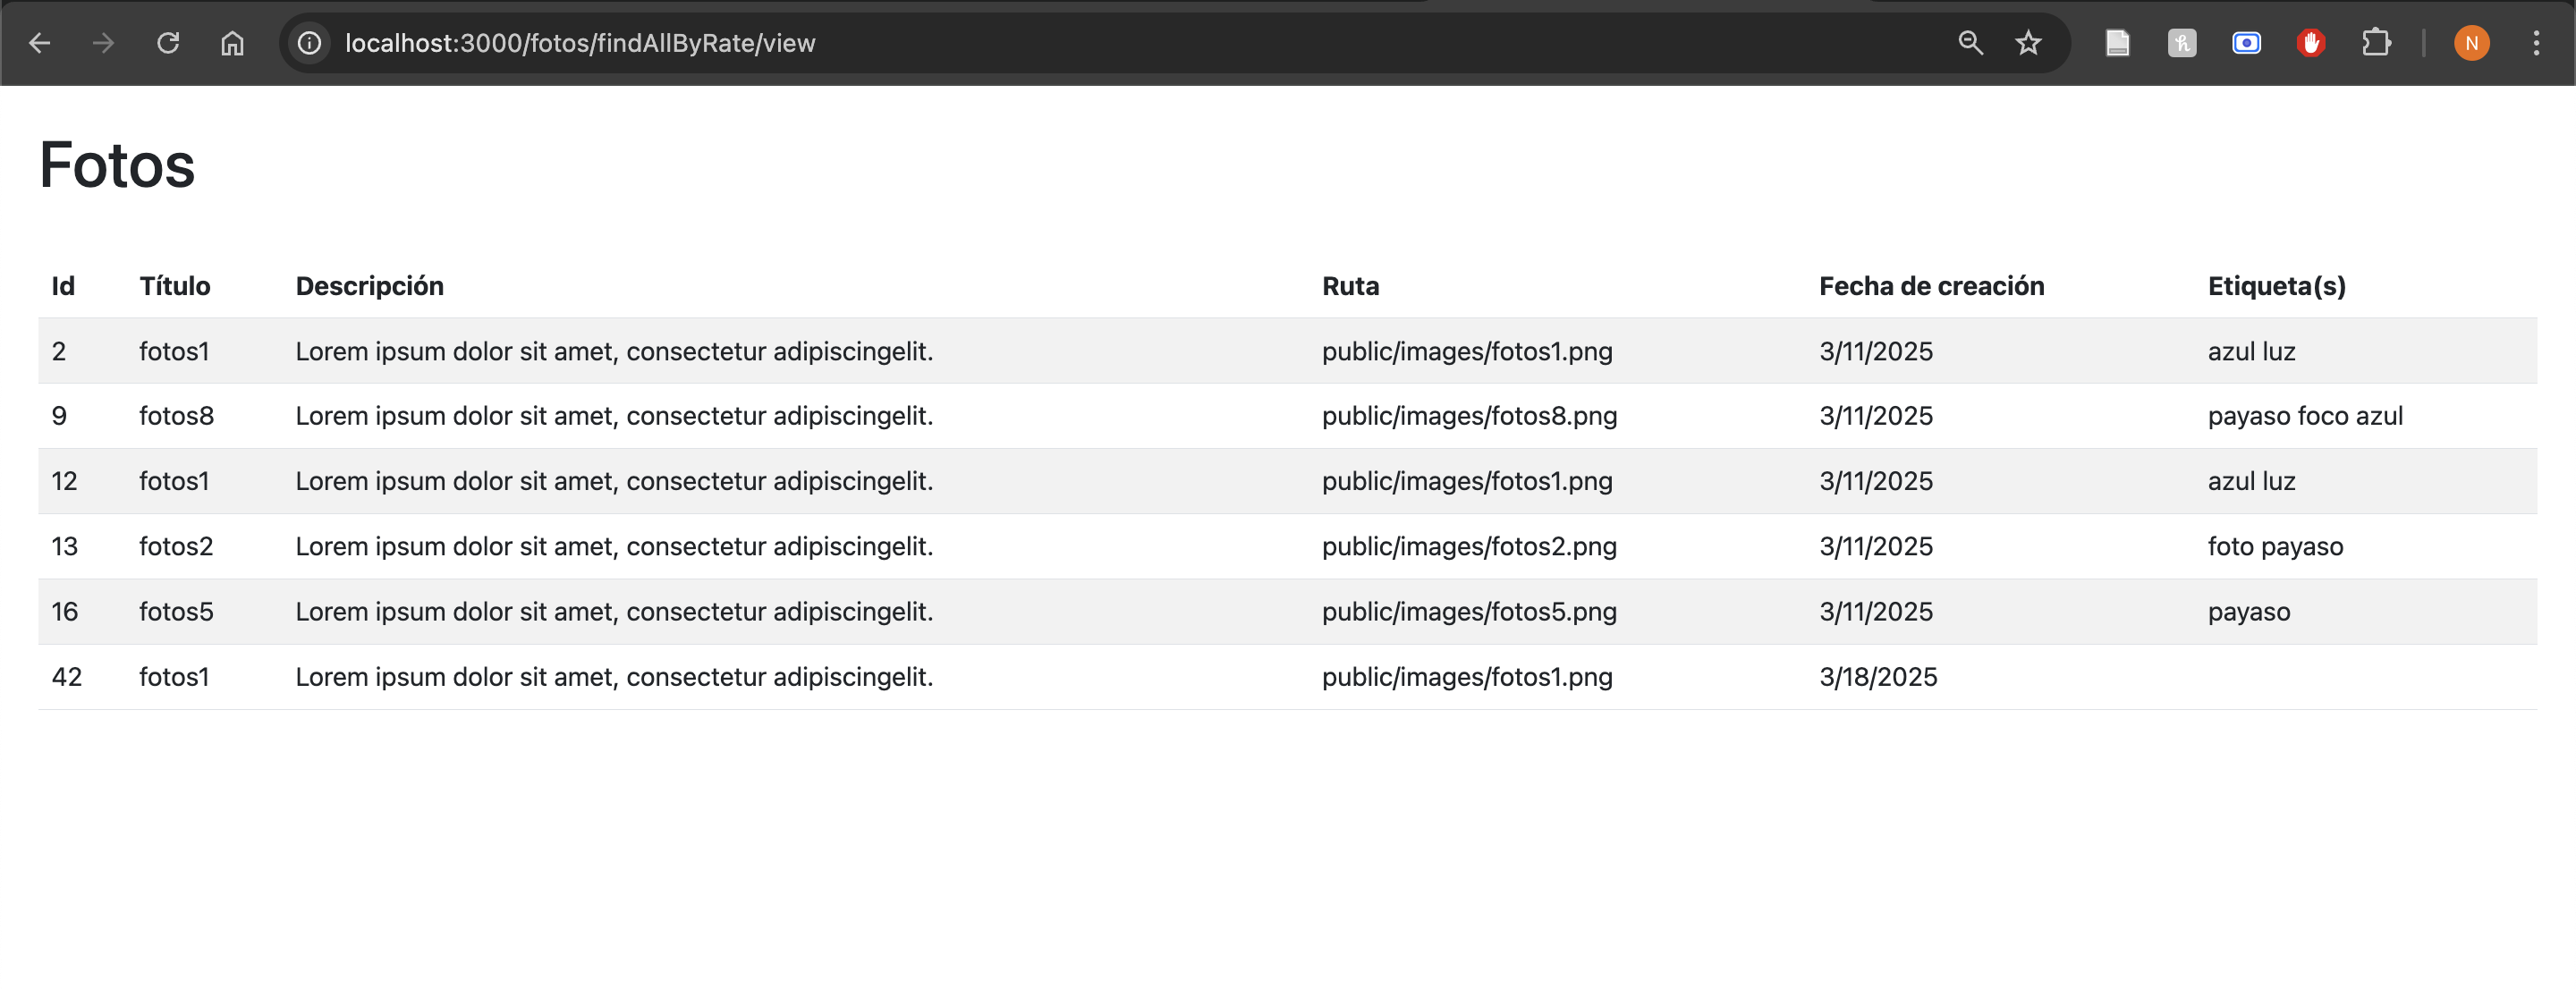 localhost:3000/fotos/findAllByRate/view
N
Fotos
Id Título Descripción Ruta Fecha de creación Etiqueta(s)
2 fotos1 Lorem ipsum dolor sit amet, consectetur adipiscingelit. public/images/fotos1.png 3/11/2025 azul luz
9 fotos8 Lorem ipsum dolor sit amet, consectetur adipiscingelit. public/images/fotos8.png 3/11/2025 payaso foco azul
12 fotos1 Lorem ipsum dolor sit amet, consectetur adipiscingelit. public/images/fotos1.png 3/11/2025 azul luz
13 fotos2 Lorem ipsum dolor sit amet, consectetur adipiscingelit. public/images/fotos2.png 3/11/2025 foto payaso
16 fotos5 Lorem ipsum dolor sit amet, consectetur adipiscingelit. public/images/fotos5.png 3/11/2025 payaso
42 fotos1 Lorem ipsum dolor sit amet, consectetur adipiscingelit. public/images/fotos1.png 3/18/2025